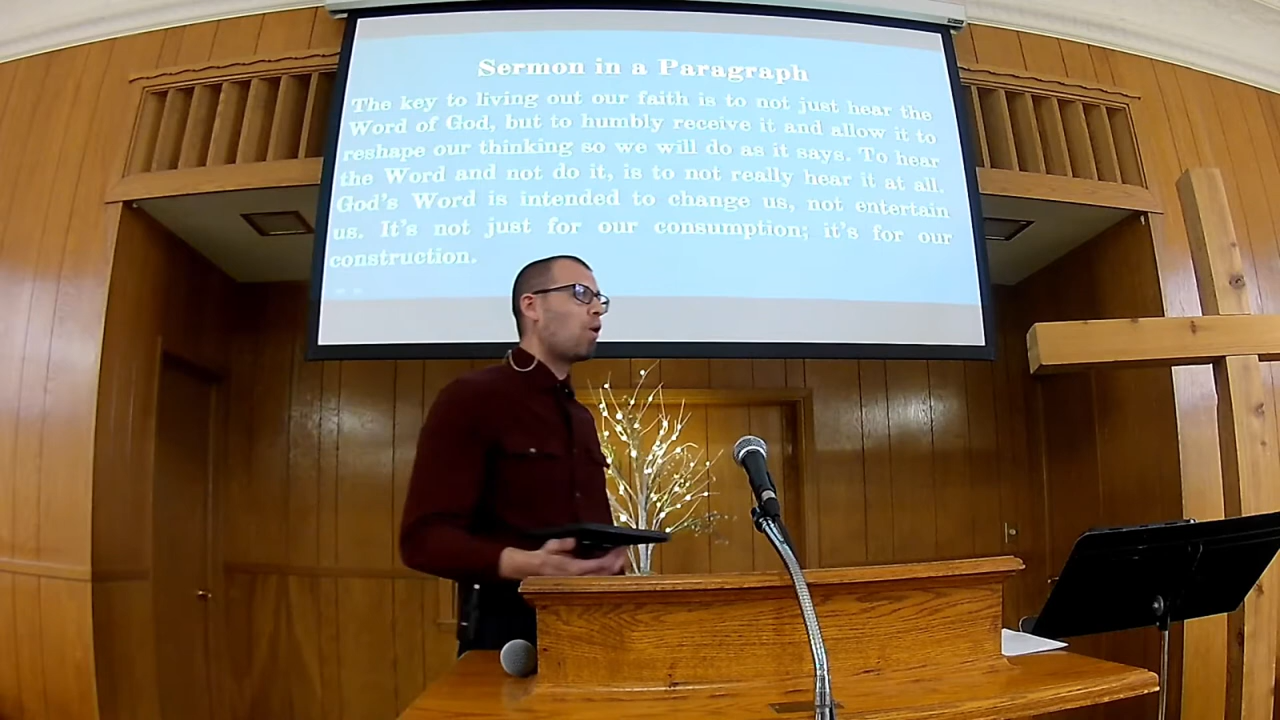 Sermon in a Paragraph
The key to living out our faith is to not just hear the
Word of God, but to humbly receive it and allow it to
reshape our thinking so we will do as it says. To hear
the Word and not do it, is to not really hear it at all.
God's Word is intended to change us, not entertain
us. It's not just for our consumption; it's for our
construction.